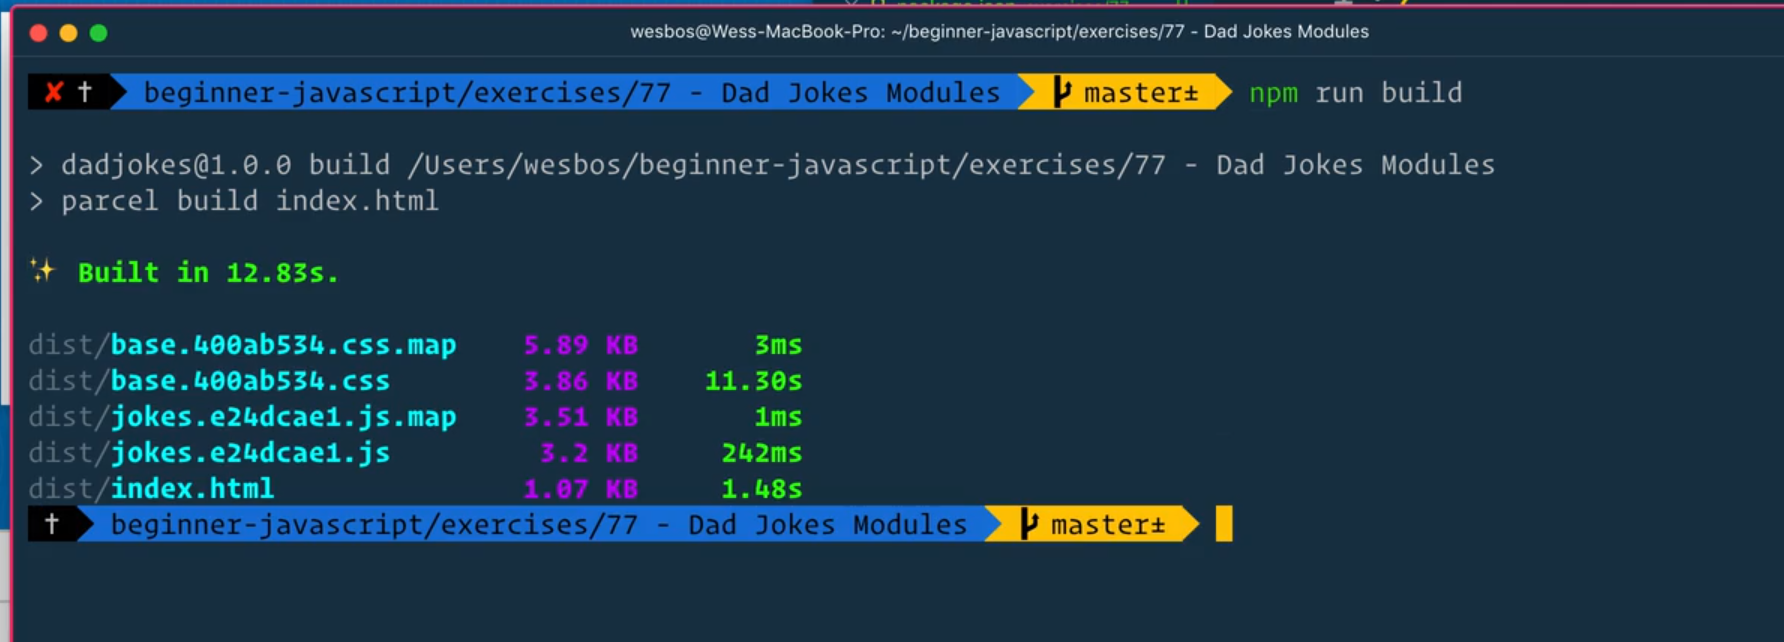 wesbos@Wess-MacBook-Pro: ~/beginner-javascript/exercises/77 - Dad Jokes Modules
✘ † beginner-javascript/exercises/77 - Dad Jokes Modules master± npm run build
> dadjokes@1.0.0 build /Users/wesbos/beginner-javascript/exercises/77 - Dad Jokes Modules
> parcel build index.html
✨ Built in 12.83s.
dist/base.400ab534.css.map 5.89 KB 3ms
dist/base.400ab534.css 3.86 KB 11.30s
dist/jokes.e24dcae1.js.map 3.51 KB 1ms
dist/jokes.e24dcae1.js 3.2 KB 242ms
dist/index.html 1.07 KB 1.48s
† beginner-javascript/exercises/77 - Dad Jokes Modules master±